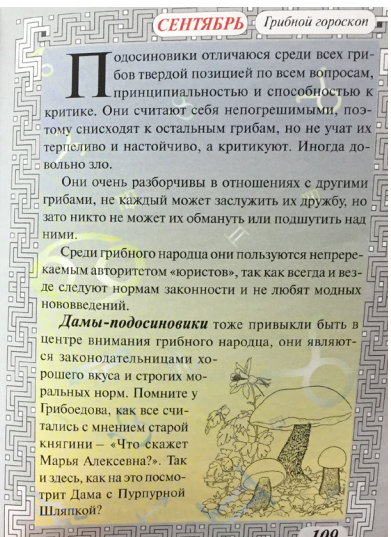 СЕНТЯБРЬ Грибной гороскоп
Подосиновики отличаюся среди всех гри-
бов твердой позицией по всем вопросам,
принципиальностью и способностью к
критике. Они считают себя непогрешимыми, поэ-
тому снисходят к остальным грибам, но не учат их
терпеливо и настойчиво, а критикуют. Иногда до-
вольно зло.
Они очень разборчивы в отношениях с другими
грибами, не каждый может заслужить их дружбу, но
зато никто не может их обмануть или подшутить над
ними.
Среди грибного народца они пользуются непрере-
каемым авторитетом «юристов», так как всегда и вез-
де следуют нормам законности и не любят модных
нововведений.
Дамы-подосиновики тоже привыкли быть в
центре внимания грибного народца, они являют-
ся законодательницами хо-
рошего вкуса и строгих мо-
ральных норм. Помните у
Грибоедова, как все счи-
тались с мнением старой
княгини – «Что скажет
Марья Алексевна?». Так
и здесь, как на это посмо-
трит Дама с Пурпурной
Шляпкой?
109